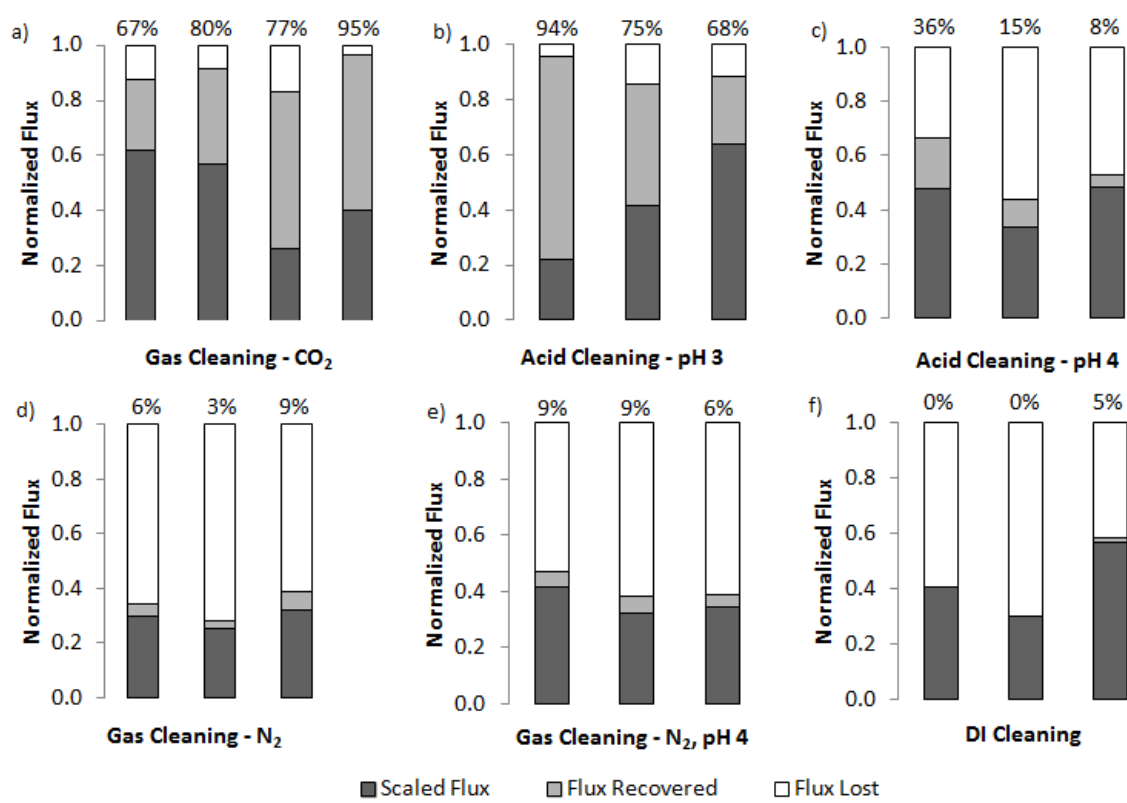 a) 67% 80% 77% 95%
1.0
0.8
0.6
0.4
0.2
0.0
Normalized Flux
Gas Cleaning - CO₂
b) 94% 75% 68%
1.0
0.8
0.6
0.4
0.2
0.0
Normalized Flux
Acid Cleaning - pH 3
c) 36% 15% 8%
1.0
0.8
0.6
0.4
0.2
0.0
Normalized Flux
Acid Cleaning - pH 4
d) 6% 3% 9%
1.0
0.8
0.6
0.4
0.2
0.0
Normalized Flux
Gas Cleaning - N₂
e) 9% 9% 6%
1.0
0.8
0.6
0.4
0.2
0.0
Normalized Flux
Gas Cleaning - N₂, pH 4
f) 0% 0% 5%
1.0
0.8
0.6
0.4
0.2
0.0
Normalized Flux
DI Cleaning
Scaled Flux Flux Recovered Flux Lost